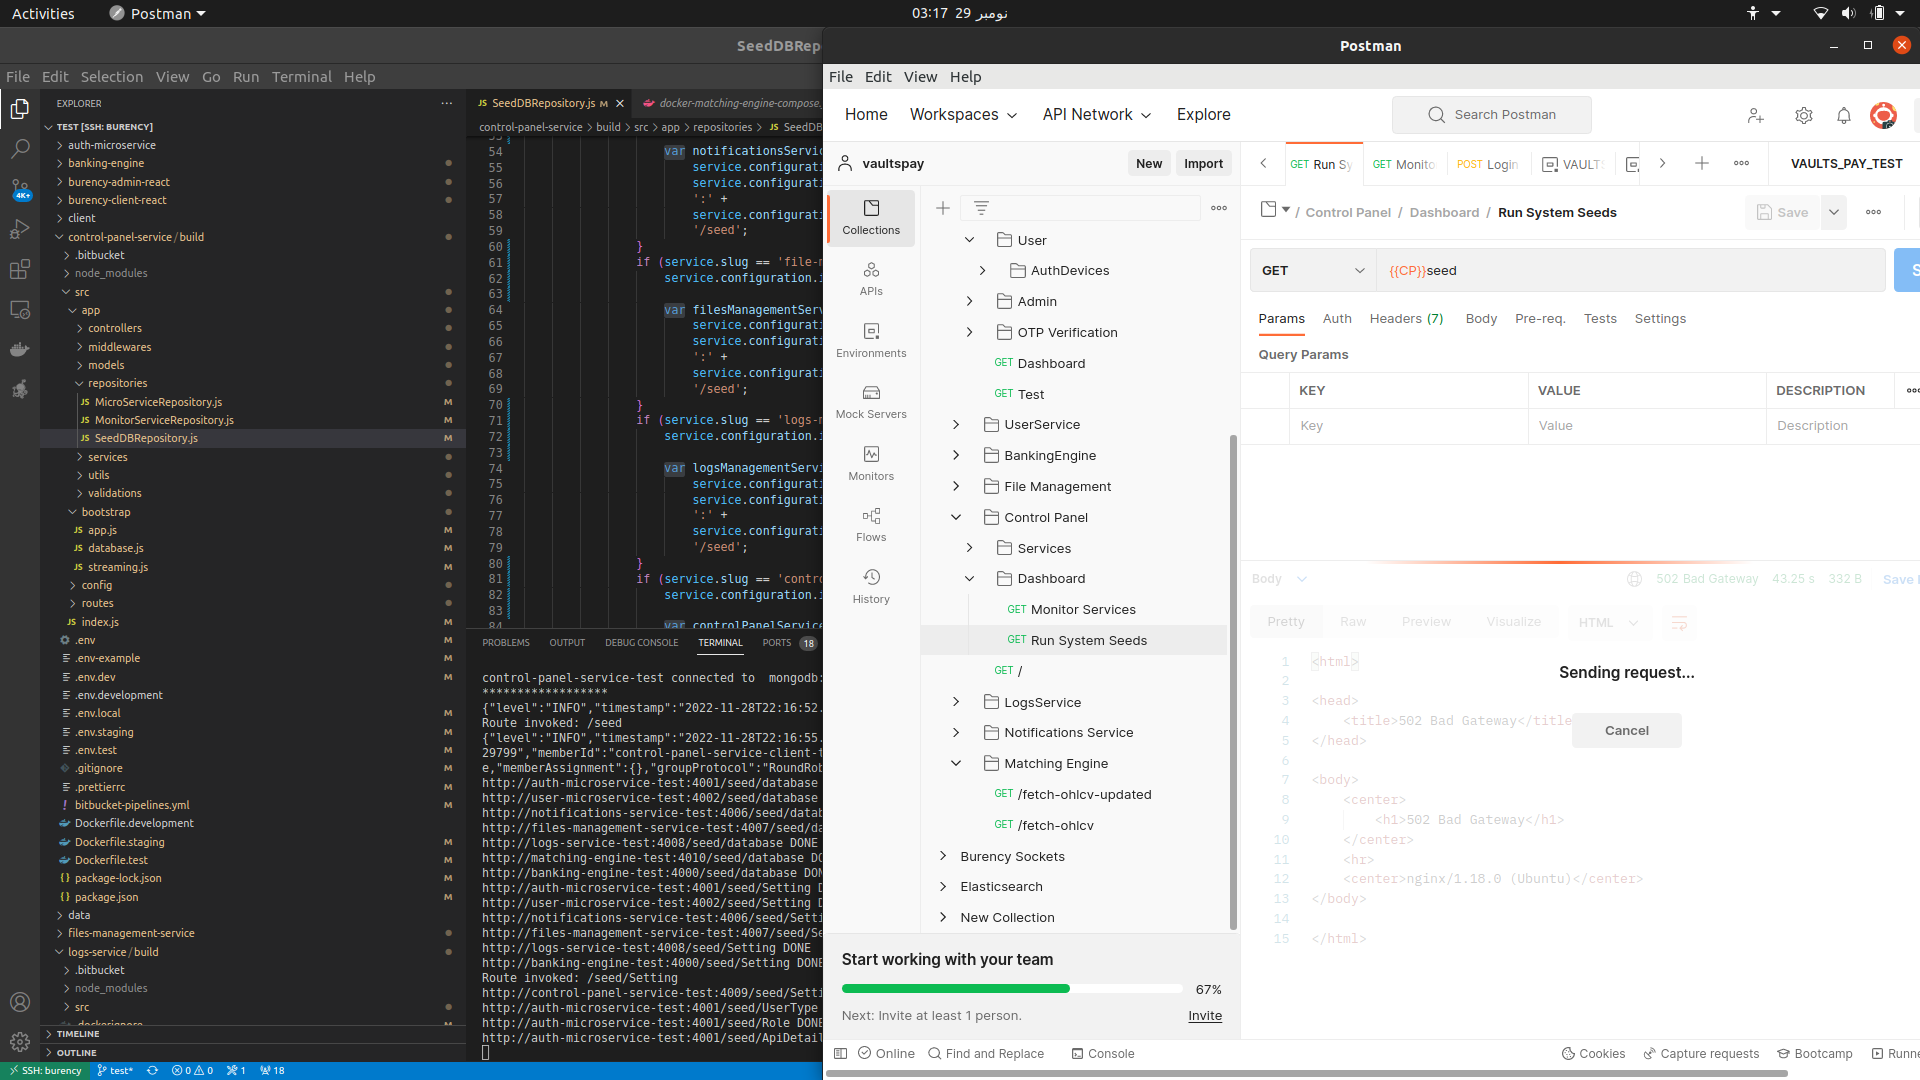 Activities
Postman
03:17 29 نومبر
SeedDBRep
File Edit Selection View Go Run Terminal Help
EXPLORER
TEST [SSH: BURENCY]
auth-microservice
banking-engine
burency-admin-react
burency-client-react
client
control-panel-service / build
.bitbucket
node_modules
src
app
controllers
middlewares
models
repositories
JS MicroServiceRepository.js M
JS MonitorServiceRepository.js M
JS SeedDBRepository.js M
services
utils
validations
bootstrap
JS app.js M
JS database.js M
JS streaming.js M
config
routes
JS index.js M
.env M
.env-example M
.env.dev M
.env.development M
.env.local M
.env.staging M
.env.test M
.gitignore M
.prettierrc M
bitbucket-pipelines.yml M
Dockerfile.development M
Dockerfile.staging M
Dockerfile.test M
package-lock.json M
package.json M
data
files-management-service
logs-service / build
.bitbucket
node_modules
src
TIMELINE
OUTLINE
4K+
JS SeedDBRepository.js M
docker-matching-engine-compose.
control-panel-service > build > src > app > repositories > JS SeedDB
54 var notificationsServic
55 service.configurati
56 service.configurati
57 ':' +
58 service.configurati
59 '/seed';
60 }
61 if (service.slug == 'file-m
62 service.configuration.i
63
64 var filesManagementServ
65 service.configurati
66 service.configurati
67 ':' +
68 service.configurati
69 '/seed';
70 }
71 if (service.slug == 'logs-m
72 service.configuration.i
73
74 var logsManagementServi
75 service.configurati
76 service.configurati
77 ':' +
78 service.configurati
79 '/seed';
80 }
81 if (service.slug == 'contro
82 service.configuration.i
83
84 var controlPanelService
PROBLEMS OUTPUT DEBUG CONSOLE TERMINAL PORTS 18
control-panel-service-test connected to mongodb:
******************
{"level":"INFO","timestamp":"2022-11-28T22:16:52.
Route invoked: /seed
{"level":"INFO","timestamp":"2022-11-28T22:16:55.
29799","memberId":"control-panel-service-client-t
e,"memberAssignment":{},"groupProtocol":"RoundRob
http://auth-microservice-test:4001/seed/database
http://user-microservice-test:4002/seed/database
http://notifications-service-test:4006/seed/datab
http://files-management-service-test:4007/seed/da
http://logs-service-test:4008/seed/database DONE
http://matching-engine-test:4010/seed/database DO
http://banking-engine-test:4000/seed/database DON
http://auth-microservice-test:4001/seed/Setting D
http://user-microservice-test:4002/seed/Setting D
http://notifications-service-test:4006/seed/Setti
http://files-management-service-test:4007/seed/Se
http://logs-service-test:4008/seed/Setting DONE
http://banking-engine-test:4000/seed/Setting DONE
Route invoked: /seed/Setting
http://control-panel-service-test:4009/seed/Setti
http://auth-microservice-test:4001/seed/UserType
http://auth-microservice-test:4001/seed/Role DONE
http://auth-microservice-test:4001/seed/ApiDetail
SSH: burency test* 0 0 1 18
Postman
File Edit View Help
Home Workspaces API Network Explore
Search Postman
vaultspay
New Import
GET Run Sy
GET Monito
POST Login
VAULTS
VAULTS_PAY_TEST
Collections
APIs
Environments
Mock Servers
Monitors
Flows
History
User
AuthDevices
Admin
OTP Verification
GET Dashboard
GET Test
UserService
BankingEngine
File Management
Control Panel
Services
Dashboard
GET Monitor Services
GET Run System Seeds
GET /
LogsService
Notifications Service
Matching Engine
GET /fetch-ohlcv-updated
GET /fetch-ohlcv
Burency Sockets
Elasticsearch
New Collection
Start working with your team
67%
Next: Invite at least 1 person.
Invite
/ Control Panel / Dashboard / Run System Seeds
Save
GET
{{CP}}seed
S
Params Auth Headers (7) Body Pre-req. Tests Settings
Query Params
KEY VALUE DESCRIPTION
Key Value Description
Body
502 Bad Gateway 43.25 s 332 B Save
Pretty Raw Preview Visualize HTML
Sending request...
Cancel
1 <html>
2
3 <head>
4 <title>502 Bad Gateway</title
5 </head>
6
7 <body>
8 <center>
9 <h1>502 Bad Gateway</h1>
10 </center>
11 <hr>
12 <center>nginx/1.18.0 (Ubuntu)</center>
13 </body>
14
15 </html>
Online Find and Replace Console
Cookies Capture requests Bootcamp Runne